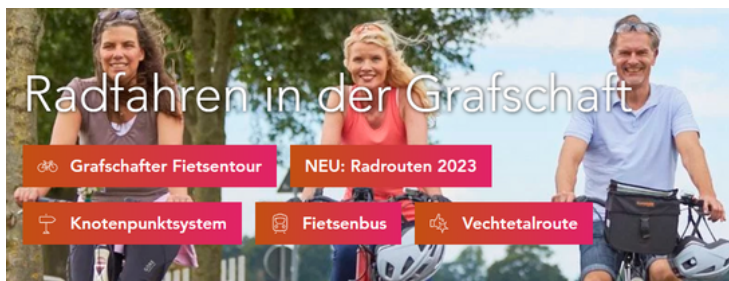 Radfahren in der Grafschaft
Grafschafter Fietsentour
NEU: Radrouten 2023
Knotenpunktsystem
Fietsenbus
Vechtetalroute